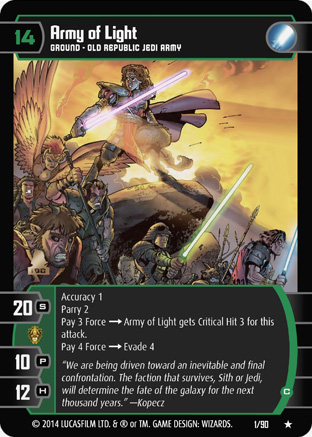 14
Army of Light
GROUND - OLD REPUBLIC JEDI ARMY
90
20 S
10 P
12 H
Accuracy 1
Parry 2
Pay 3 Force → Army of Light gets Critical Hit 3 for this
attack.
Pay 4 Force → Evade 4
“We are being driven toward an inevitable and final
confrontation. The faction that survives, Sith or Jedi,
will determine the fate of the galaxy for the next
thousand years.” —Kopecz
C
© 2014 LUCASFILM LTD. & ® or TM. GAME DESIGN: WIZARDS.
1/90